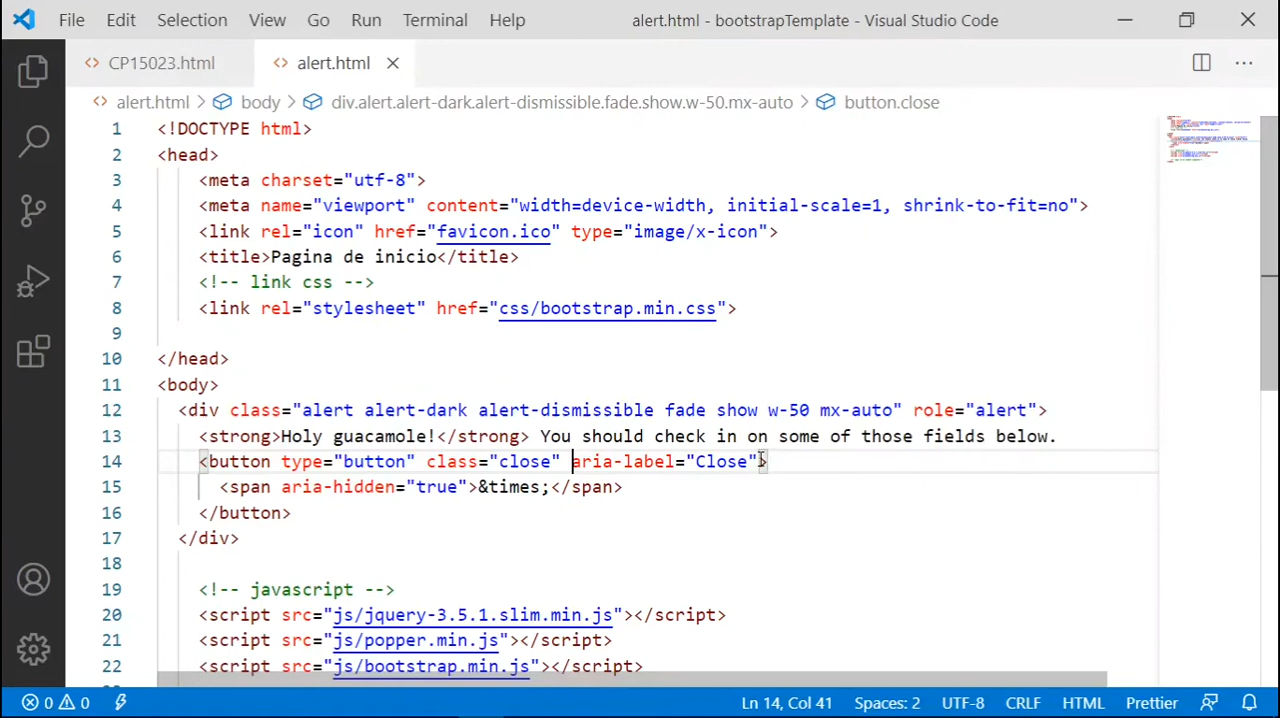 File Edit Selection View Go Run Terminal Help alert.html - bootstrapTemplate - Visual Studio Code
CP15023.html alert.html
alert.html > body > div.alert.alert-dark.alert-dismissible.fade.show.w-50.mx-auto > button.close
1 <!DOCTYPE html>
2 <head>
3 <meta charset="utf-8">
4 <meta name="viewport" content="width=device-width, initial-scale=1, shrink-to-fit=no">
5 <link rel="icon" href="favicon.ico" type="image/x-icon">
6 <title>Pagina de inicio</title>
7 <!-- link css -->
8 <link rel="stylesheet" href="css/bootstrap.min.css">
9
10 </head>
11 <body>
12 <div class="alert alert-dark alert-dismissible fade show w-50 mx-auto" role="alert">
13 <strong>Holy guacamole!</strong> You should check in on some of those fields below.
14 <button type="button" class="close" aria-label="Close">
15 <span aria-hidden="true">&times;</span>
16 </button>
17 </div>
18
19 <!-- javascript -->
20 <script src="js/jquery-3.5.1.slim.min.js"></script>
21 <script src="js/popper.min.js"></script>
22 <script src="js/bootstrap.min.js"></script>
0 0 Ln 14, Col 41 Spaces: 2 UTF-8 CRLF HTML Prettier